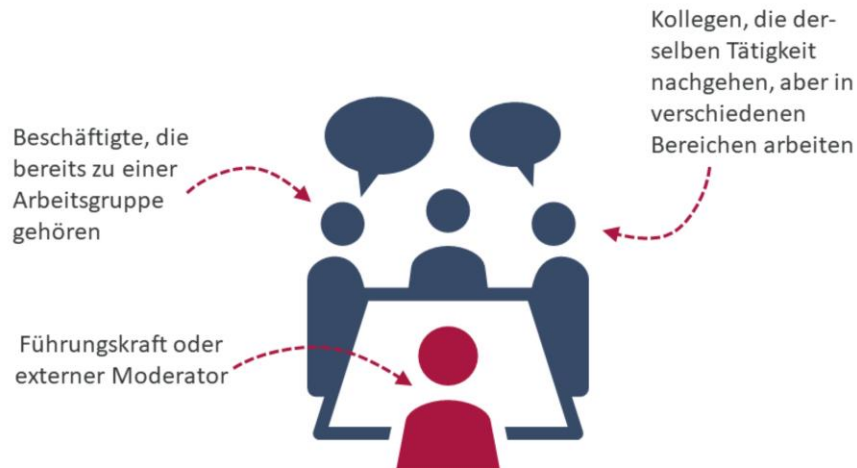 Kollegen, die der-
selben Tätigkeit
nachgehen, aber in
verschiedenen
Bereichen arbeiten
Beschäftigte, die
bereits zu einer
Arbeitsgruppe
gehören
Führungskraft oder
externer Moderator